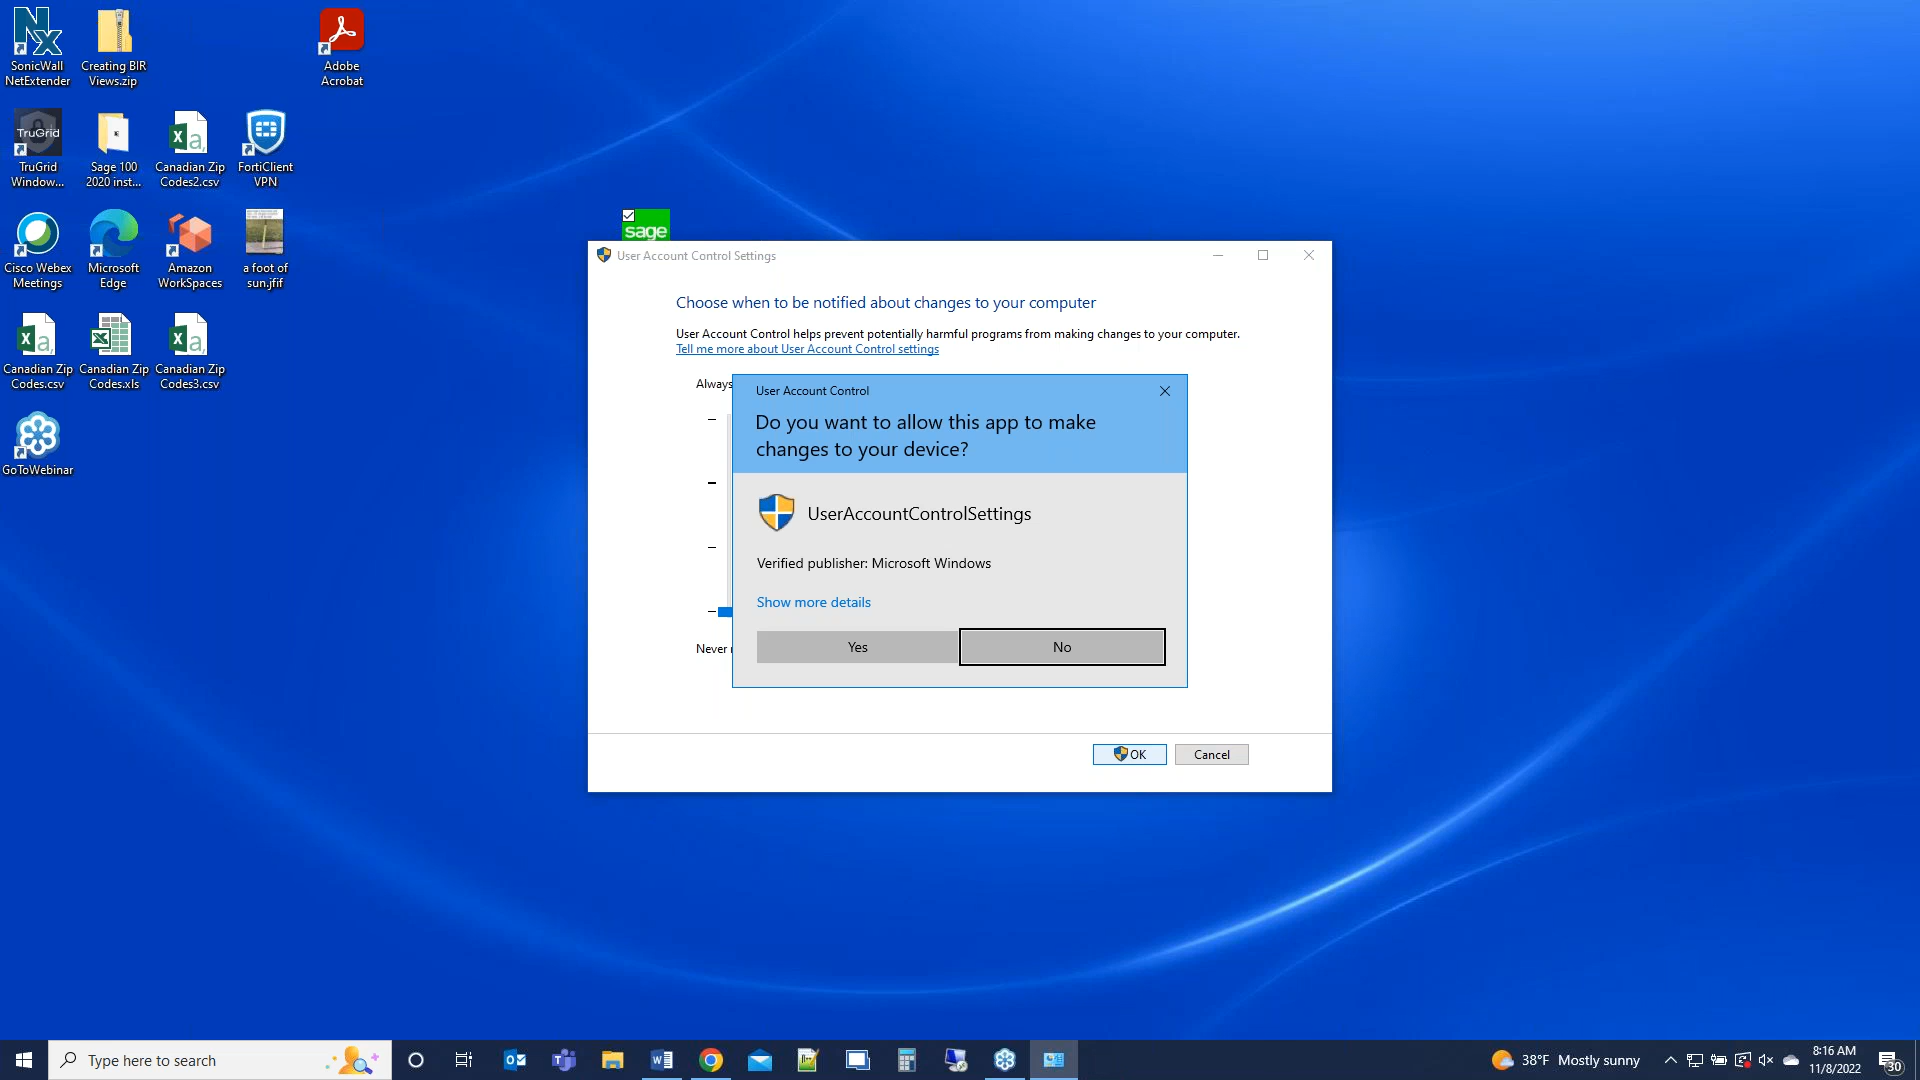 SonicWall
NetExtender
Creating BIR
Views.zip
Adobe
Acrobat
TruGrid
TruGrid
Window...
Sage 100
2020 inst...
Canadian Zip
Codes2.csv
FortiClient
VPN
Cisco Webex
Meetings
Microsoft
Edge
Amazon
WorkSpaces
a foot of
sun.jfif
Canadian Zip
Codes.csv
Canadian Zip
Codes.xls
Canadian Zip
Codes3.csv
GoToWebinar
sage
User Account Control Settings
Choose when to be notified about changes to your computer
User Account Control helps prevent potentially harmful programs from making changes to your computer.
Tell me more about User Account Control settings
Always
Never
User Account Control
Do you want to allow this app to make
changes to your device?
UserAccountControlSettings
Verified publisher: Microsoft Windows
Show more details
Yes
No
OK
Cancel
Type here to search
38°F Mostly sunny
8:16 AM
11/8/2022
30